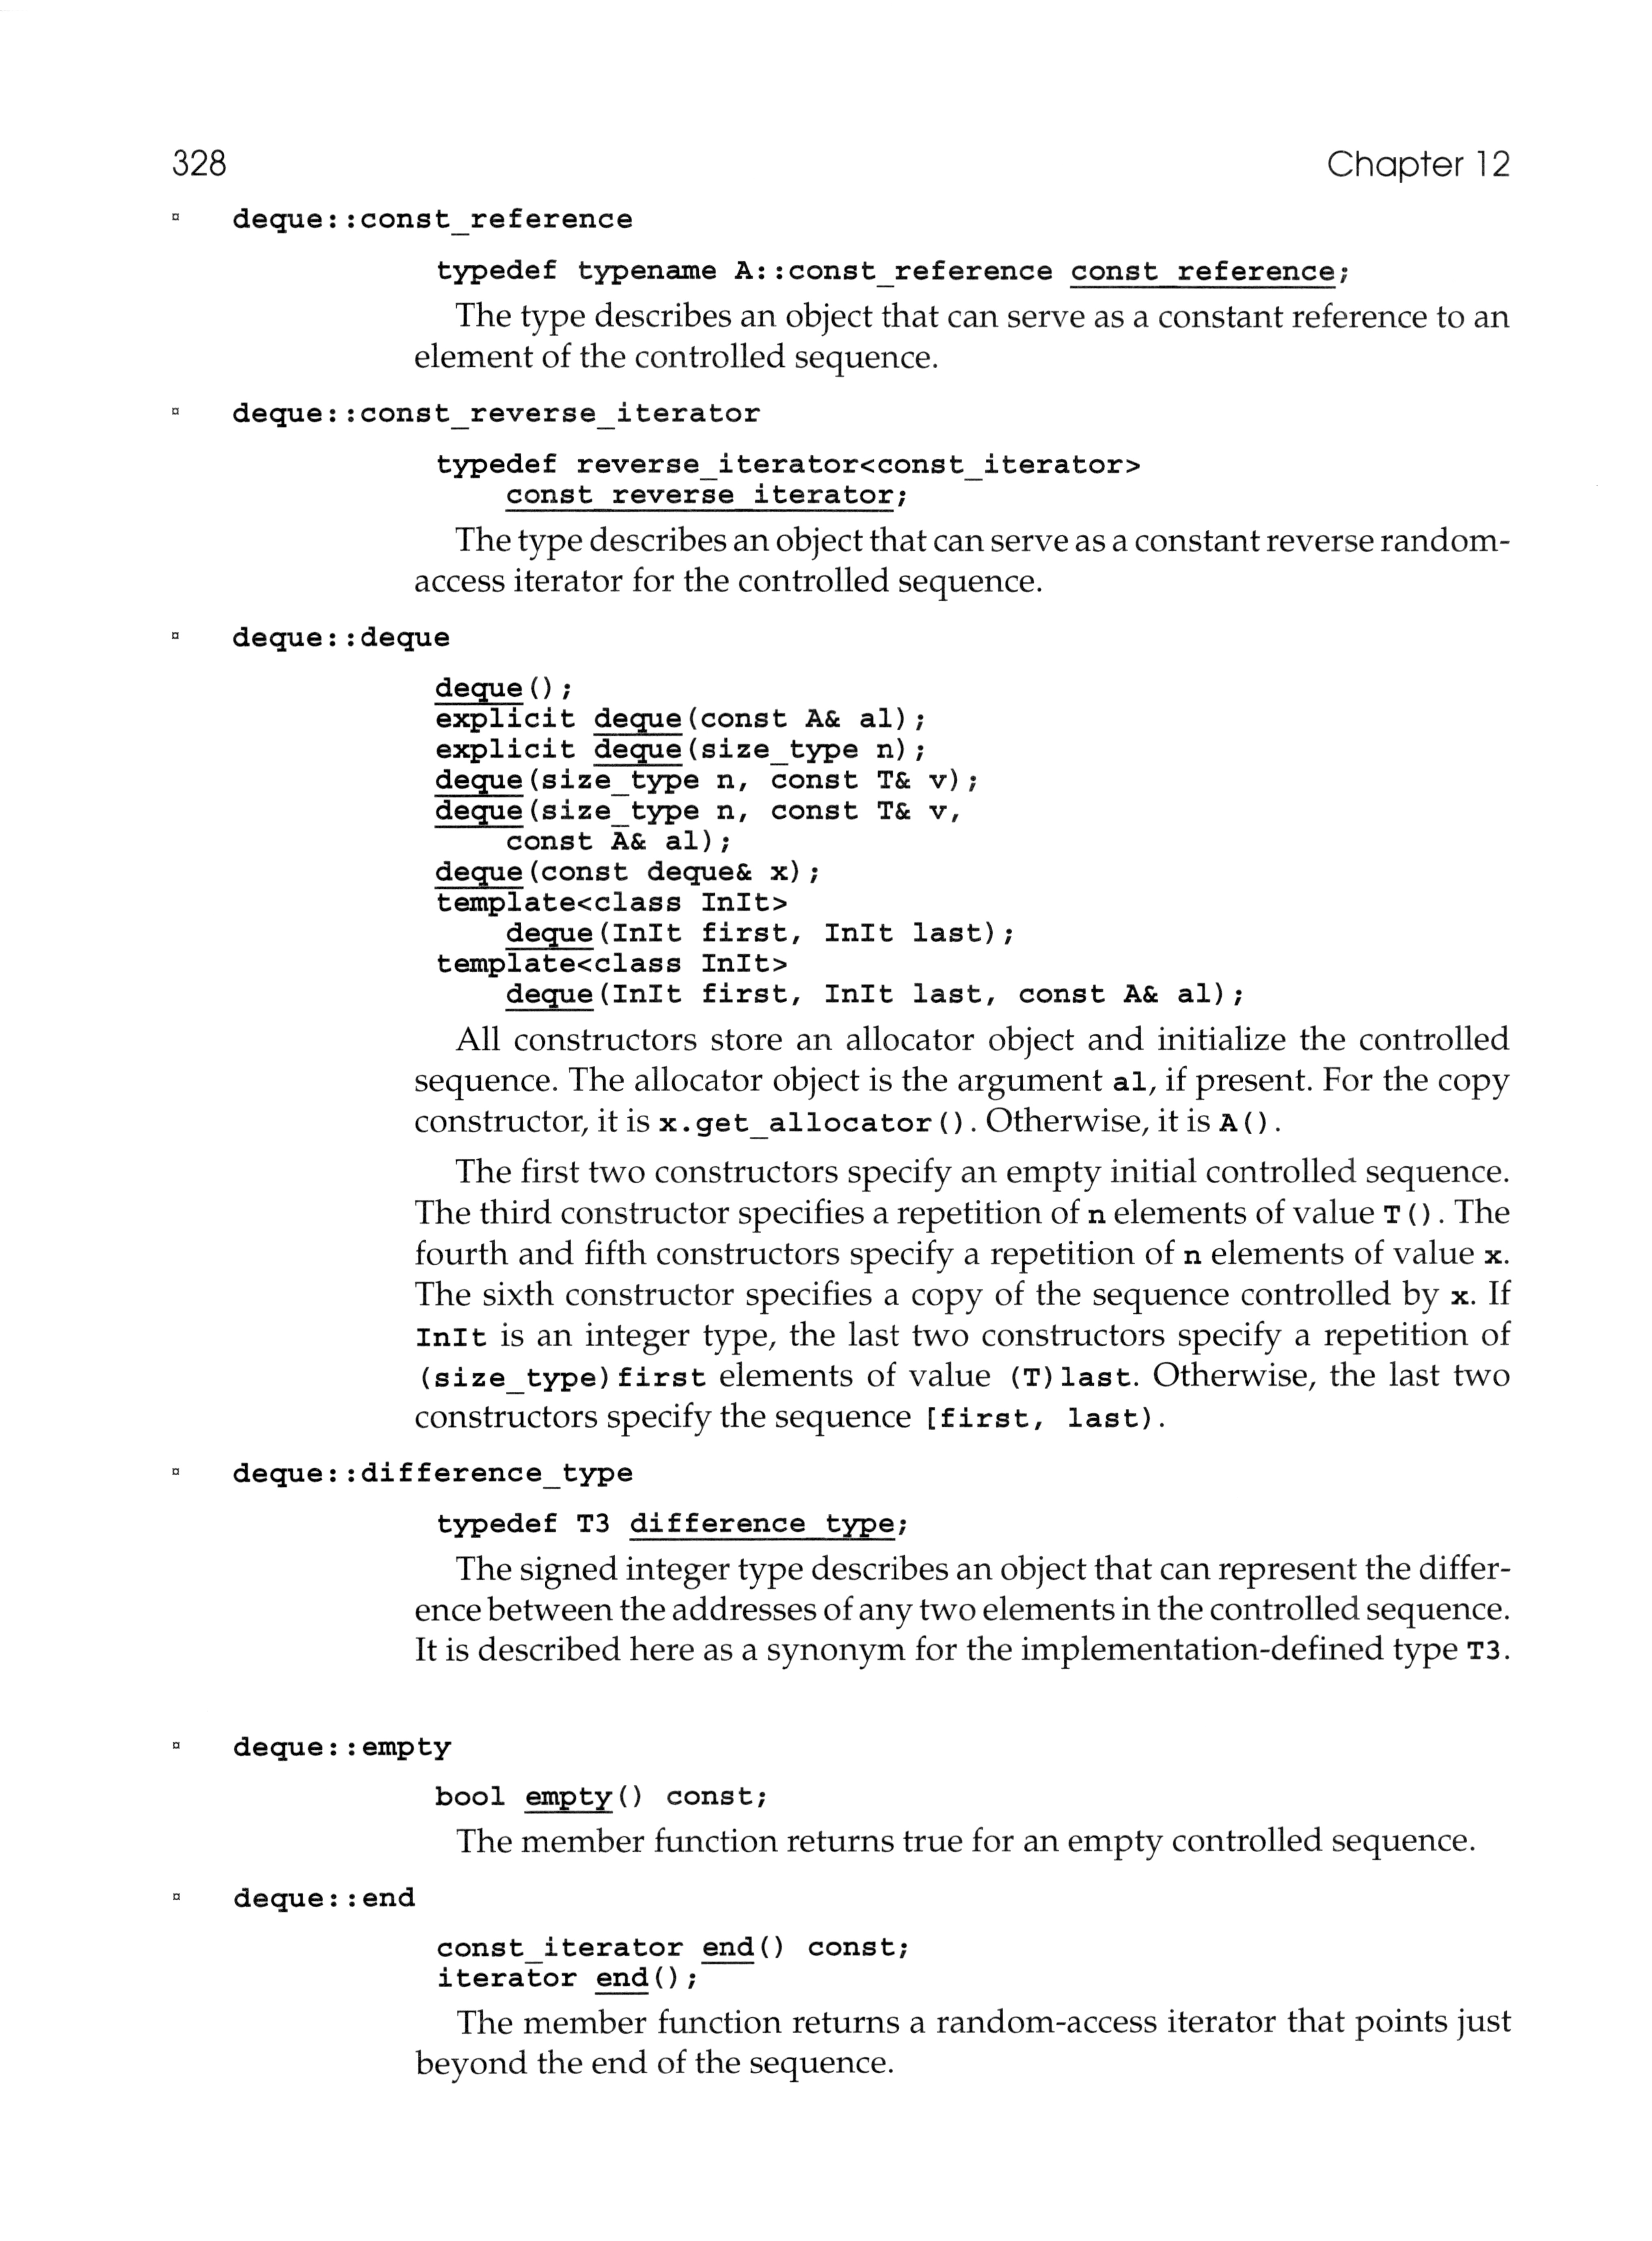 328 Chapter 12
▫ deque::const_reference
typedef typename A::const_reference const_reference;
The type describes an object that can serve as a constant reference to an
element of the controlled sequence.
▫ deque::const_reverse_iterator
typedef reverse_iterator<const_iterator>
const_reverse_iterator;
The type describes an object that can serve as a constant reverse random-
access iterator for the controlled sequence.
▫ deque::deque
deque();
explicit deque(const A& al);
explicit deque(size_type n);
deque(size_type n, const T& v);
deque(size_type n, const T& v,
const A& al);
deque(const deque& x);
template<class InIt>
deque(InIt first, InIt last);
template<class InIt>
deque(InIt first, InIt last, const A& al);
All constructors store an allocator object and initialize the controlled
sequence. The allocator object is the argument al, if present. For the copy
constructor, it is x.get_allocator(). Otherwise, it is A().
The first two constructors specify an empty initial controlled sequence.
The third constructor specifies a repetition of n elements of value T(). The
fourth and fifth constructors specify a repetition of n elements of value x.
The sixth constructor specifies a copy of the sequence controlled by x. If
InIt is an integer type, the last two constructors specify a repetition of
(size_type)first elements of value (T)last. Otherwise, the last two
constructors specify the sequence [first, last).
▫ deque::difference_type
typedef T3 difference_type;
The signed integer type describes an object that can represent the differ-
ence between the addresses of any two elements in the controlled sequence.
It is described here as a synonym for the implementation-defined type T3.
▫ deque::empty
bool empty() const;
The member function returns true for an empty controlled sequence.
▫ deque::end
const_iterator end() const;
iterator end();
The member function returns a random-access iterator that points just
beyond the end of the sequence.